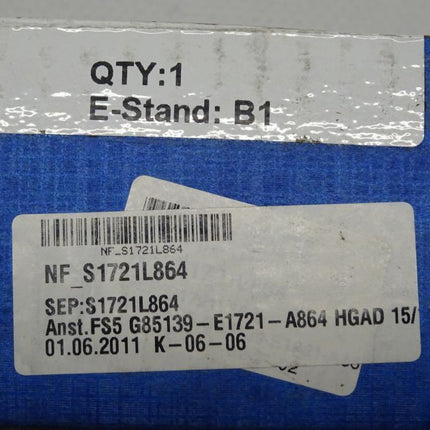 QTY:1
E-Stand: B1
NF_S1721L864
NF_S1721L864
SEP:S1721L864
Anst.FS5 G85139-E1721-A864 HGAD 15/
01.06.2011 K-06-06